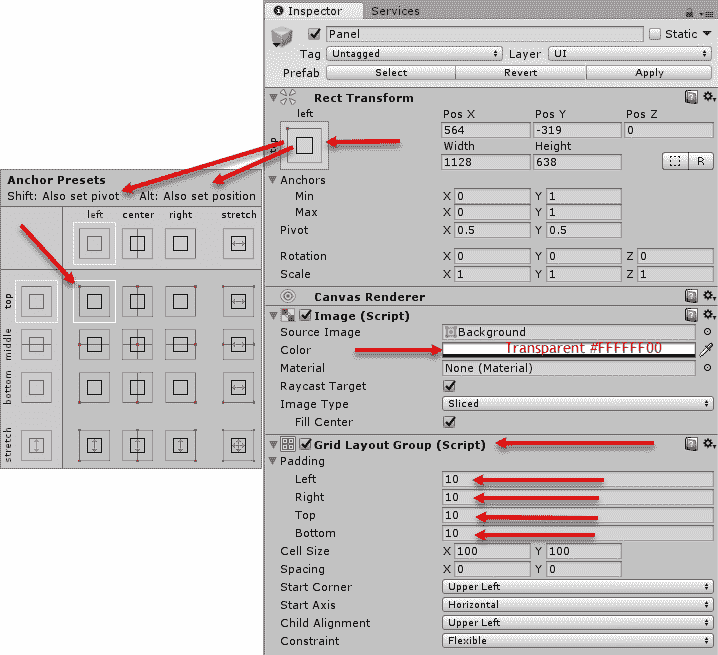 Inspector Services
Panel Static
Tag Untagged Layer UI
Prefab Select Revert Apply
Rect Transform
left
top
Pos X Pos Y Pos Z
564 -319 0
Width Height
1128 638
R
Anchors
Min X 0 Y 1
Max X 0 Y 1
Pivot X 0.5 Y 0.5
Rotation X 0 Y 0 Z 0
Scale X 1 Y 1 Z 1
Anchor Presets
Shift: Also set pivot Alt: Also set position
left center right stretch
top
middle
bottom
stretch
Canvas Renderer
Image (Script)
Source Image Background
Color Transparent #FFFFFF00
Material None (Material)
Raycast Target
Image Type Sliced
Fill Center
Grid Layout Group (Script)
Padding
Left 10
Right 10
Top 10
Bottom 10
Cell Size X 100 Y 100
Spacing X 0 Y 0
Start Corner Upper Left
Start Axis Horizontal
Child Alignment Upper Left
Constraint Flexible